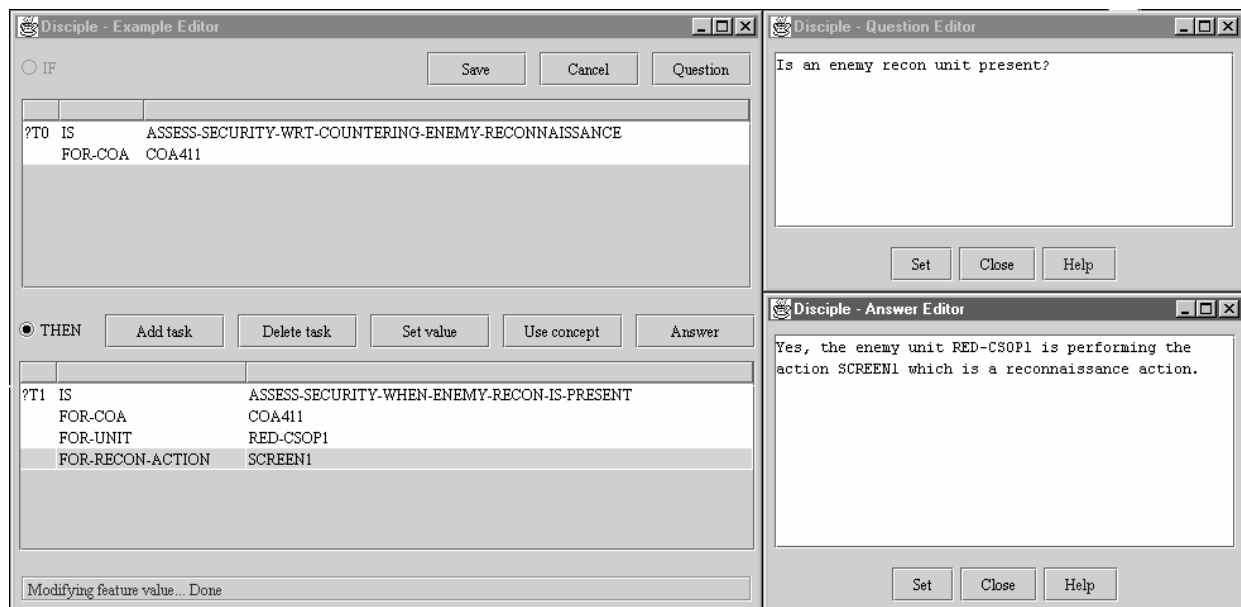 Disciple - Example Editor
IF
Save Cancel Question
?T0 IS ASSESS-SECURITY-WRT-COUNTERING-ENEMY-RECONNAISSANCE
FOR-COA COA411
THEN Add task Delete task Set value Use concept Answer
?T1 IS ASSESS-SECURITY-WHEN-ENEMY-RECON-IS-PRESENT
FOR-COA COA411
FOR-UNIT RED-CSOP1
FOR-RECON-ACTION SCREEN1
Modifying feature value... Done
Disciple - Question Editor
Is an enemy recon unit present?
Set Close Help
Disciple - Answer Editor
Yes, the enemy unit RED-CSOP1 is performing the
action SCREEN1 which is a reconnaissance action.
Set Close Help